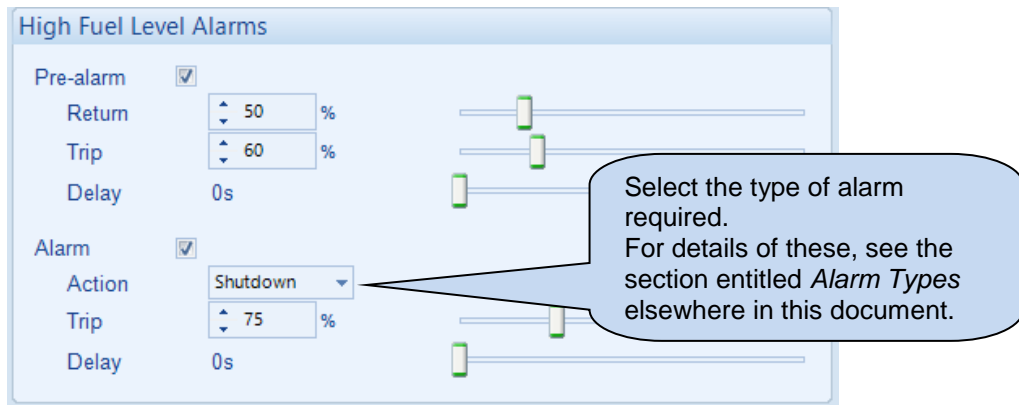 High Fuel Level Alarms
Pre-alarm
Return 50 %
Trip 60 %
Delay 0s
Select the type of alarm
required.
For details of these, see the
section entitled Alarm Types
elsewhere in this document.
Alarm
Action Shutdown
Trip 75 %
Delay 0s